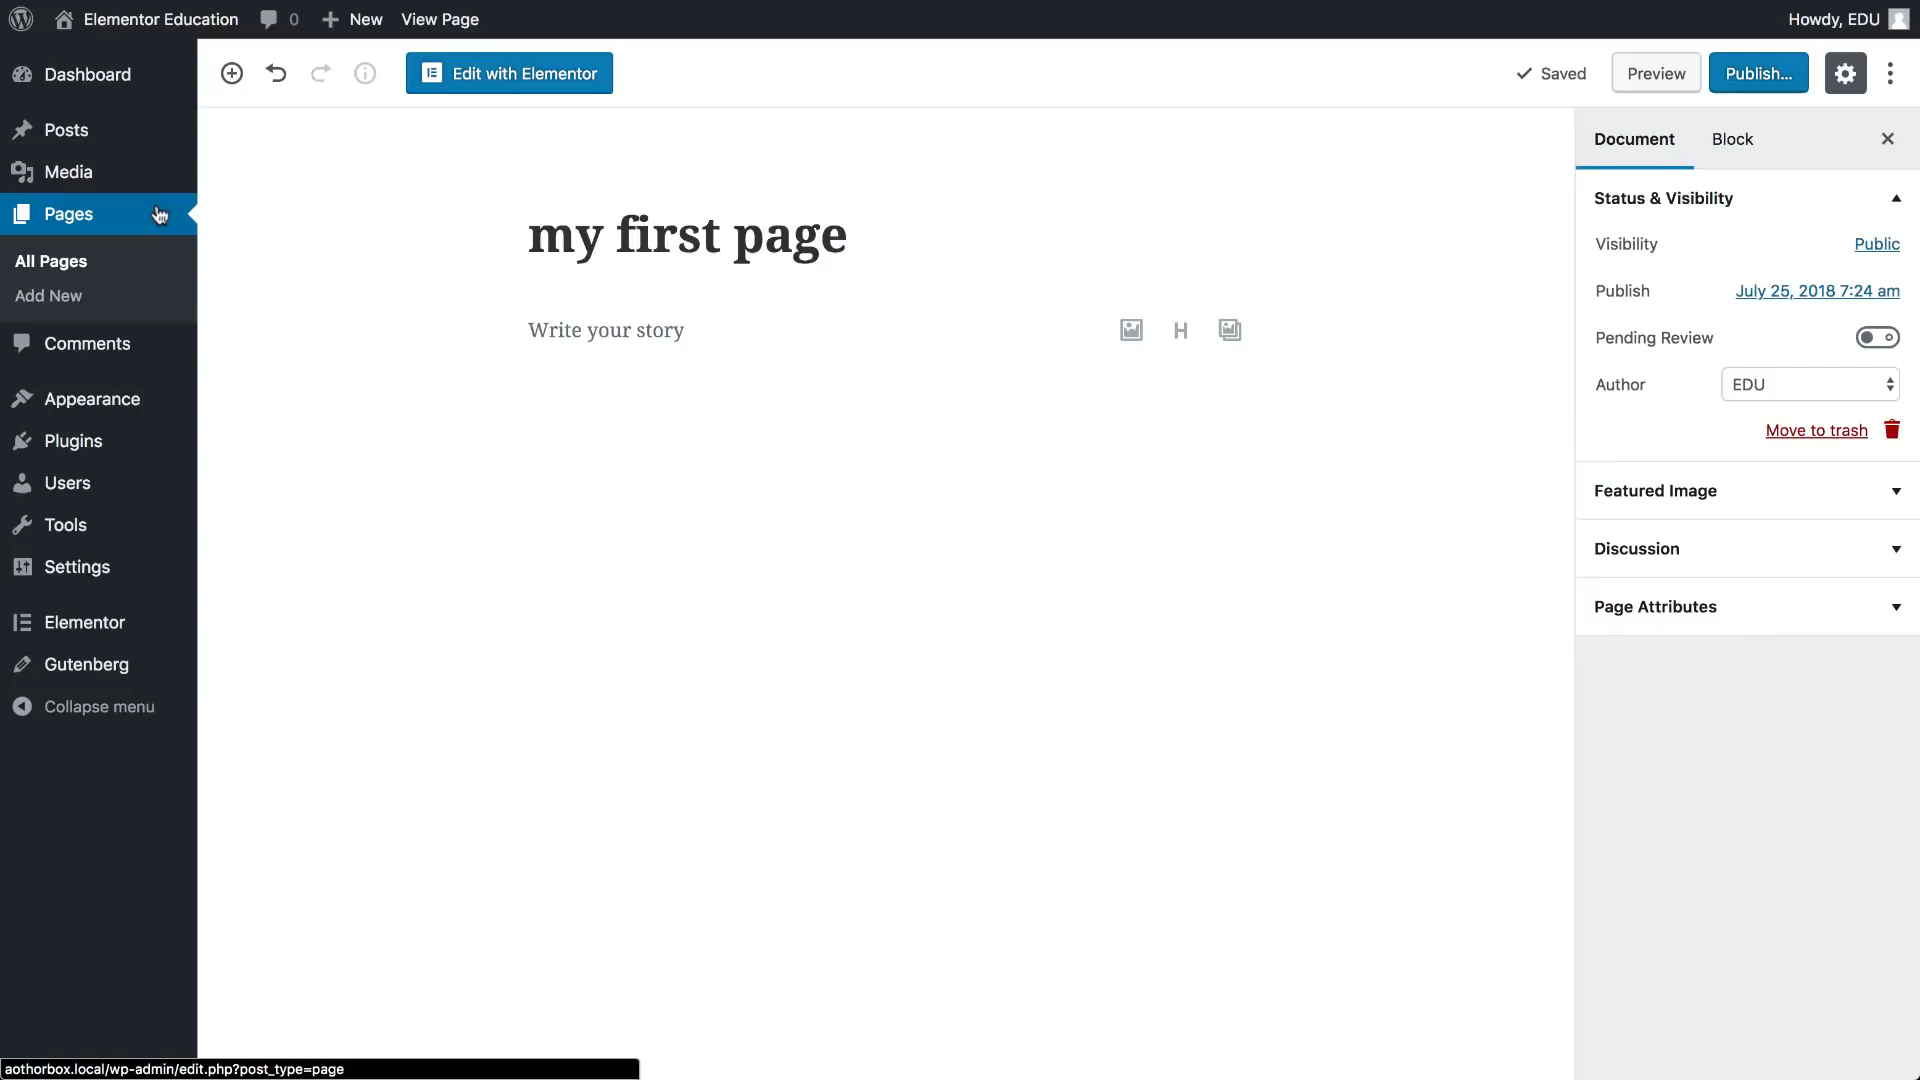 Elementor Education
0
New
View Page
Howdy, EDU
Dashboard
Posts
Media
Pages
All Pages
Add New
Comments
Appearance
Plugins
Users
Tools
Settings
Elementor
Gutenberg
Collapse menu
Edit with Elementor
Saved
Preview
Publish...
my first page
Write your story
H
Document
Block
Status & Visibility
Visibility
Public
Publish
July 25, 2018 7:24 am
Pending Review
Author
EDU
Move to trash
Featured Image
Discussion
Page Attributes
aothorbox.local/wp-admin/edit.php?post_type=page